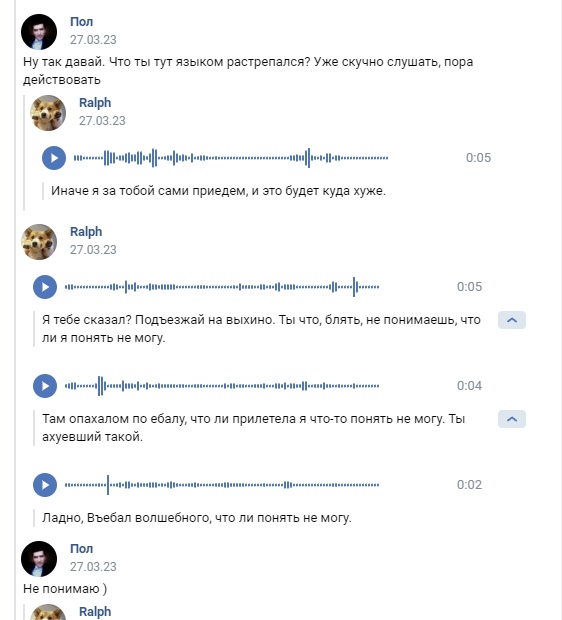 Пол
27.03.23
Ну так давай. Что ты тут языком растрепался? Уже скучно слушать, пора
действовать
Ralph
27.03.23
0:05
Иначе я за тобой сами приедем, и это будет куда хуже.
Ralph
27.03.23
0:05
Я тебе сказал? Подъезжай на выхино. Ты что, блять, не понимаешь, что
ли я понять не могу.
0:04
Там опахалом по ебалу, что ли прилетела я что-то понять не могу. Ты
ахуевший такой.
0:02
Ладно, Въебал волшебного, что ли понять не могу.
Пол
27.03.23
Не понимаю )
Ralph